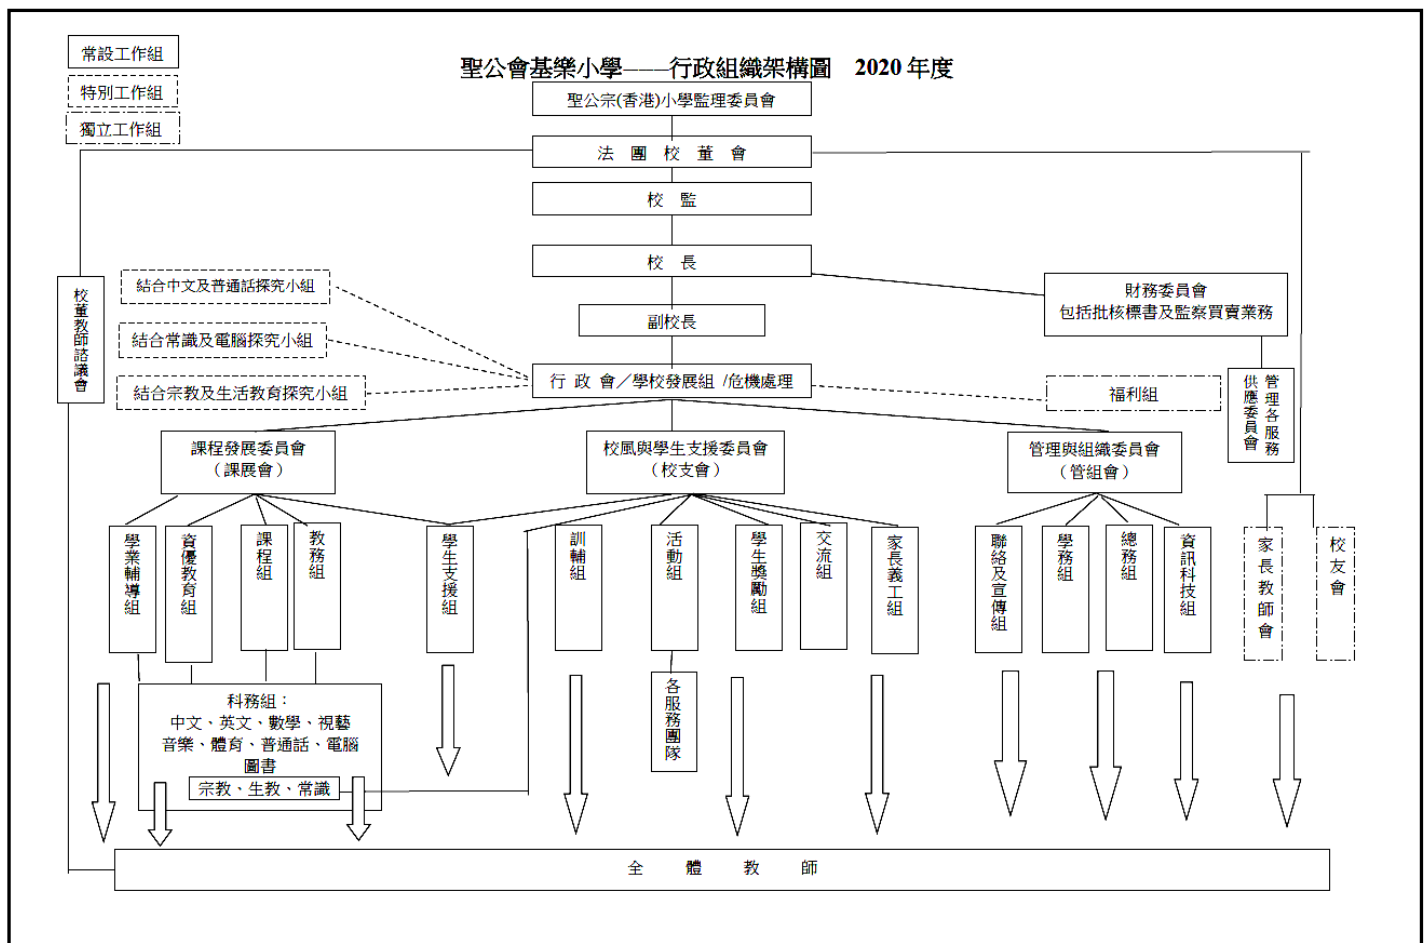 常設工作組
特別工作組
獨立工作組
聖公會基樂小學———行政組織架構圖 2020 年度
聖公宗(香港)小學監理委員會
法 團 校 董 會
校 監
校 長
副校長
行 政 會／學校發展組 /危機處理
校董教師諮議會
結合中文及普通話探究小組
結合常識及電腦探究小組
結合宗教及生活教育探究小組
財務委員會
包括批核標書及監察買賣業務
福利組
管理各服務
供應委員會
課程發展委員會
（課展會）
校風與學生支援委員會
（校支會）
管理與組織委員會
（管組會）
學業輔導組
資優教育組
課程組
教務組
學生支援組
訓輔組
活動組
學生獎勵組
交流組
家長義工組
聯絡及宣傳組
學務組
總務組
資訊科技組
家長教師會
校友會
科務組：
中文、英文、數學、視藝
音樂、體育、普通話、電腦
圖書
宗教、生教、常識
各服務團隊
全 體 教 師